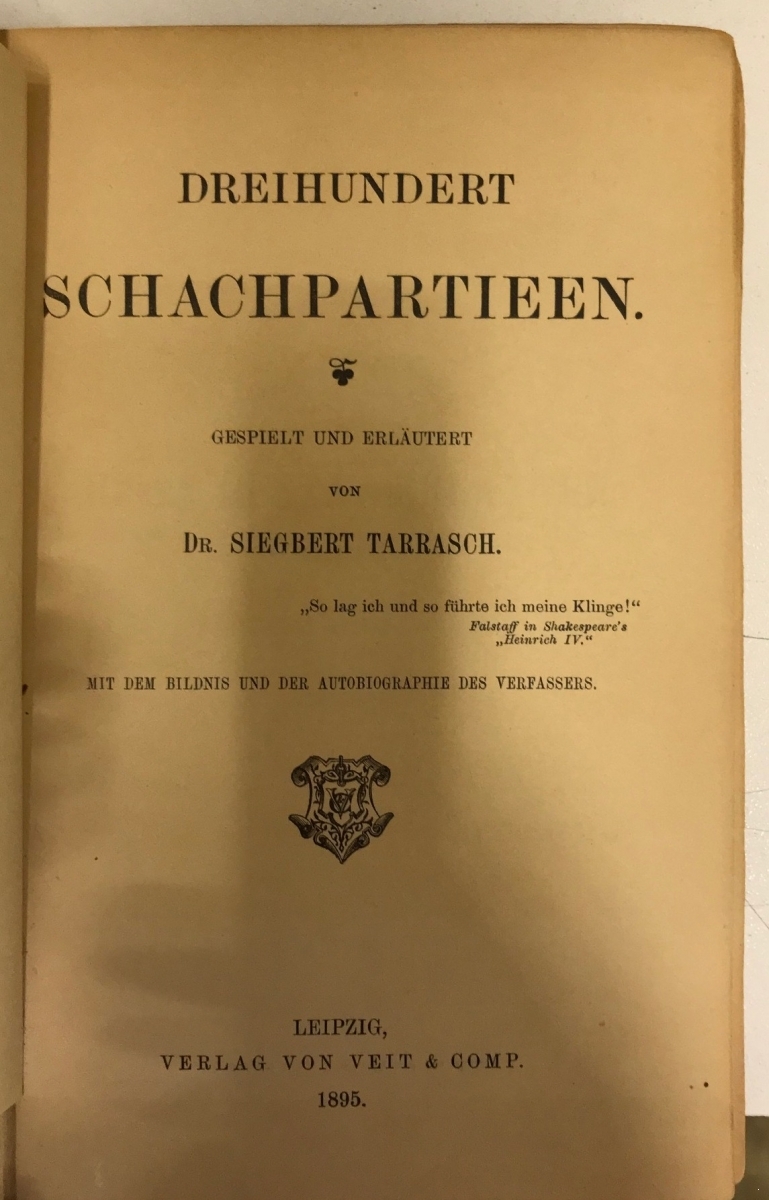 DREIHUNDERT
SCHACHPARTIEEN.
GESPIELT UND ERLÄUTERT
VON
DR. SIEGBERT TARRASCH.
„So lag ich und so führte ich meine Klinge!“
Falstaff in Shakespeare's
„Heinrich IV.“
MIT DEM BILDNIS UND DER AUTOBIOGRAPHIE DES VERFASSERS.
LEIPZIG,
VERLAG VON VEIT & COMP.
1895.